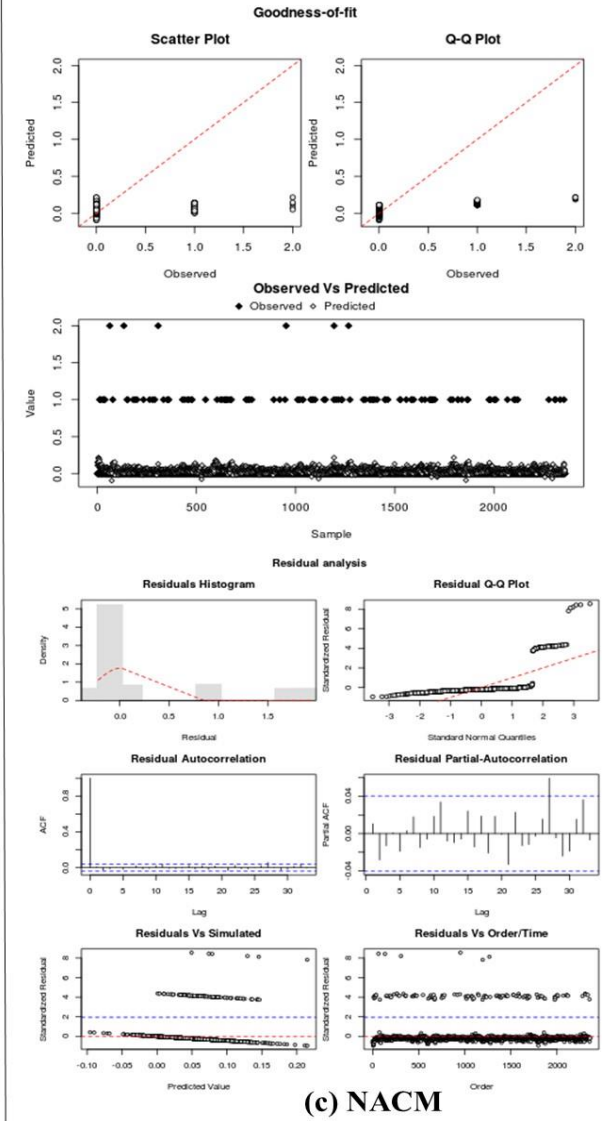 Goodness-of-fit
Scatter Plot
Predicted
0.0 0.5 1.0 1.5 2.0
0.0 0.5 1.0 1.5 2.0
Observed
Q-Q Plot
Predicted
0.0 0.5 1.0 1.5 2.0
0.0 0.5 1.0 1.5 2.0
Observed
Observed Vs Predicted
Observed Predicted
Value
0.0 0.5 1.0 1.5 2.0
0 500 1000 1500 2000
Sample
Residual analysis
Residuals Histogram
Density
0 1 2 3 4 5
0.0 0.5 1.0 1.5
Residual
Residual Q-Q Plot
Standardized Residual
0 2 4 6 8
-3 -2 -1 0 1 2 3
Standard Normal Quantiles
Residual Autocorrelation
ACF
0.0 0.4 0.8
0 5 10 15 20 25 30
Lag
Residual Partial-Autocorrelation
Partial ACF
-0.04 0.00 0.04
0 5 10 15 20 25 30
Lag
Residuals Vs Simulated
Standardized Residual
0 2 4 6 8
-0.10 -0.05 0.00 0.05 0.10 0.15 0.20
Predicted Value
Residuals Vs Order/Time
Standardized Residual
0 2 4 6 8
0 500 1000 1500 2000
Order
(c) NACM